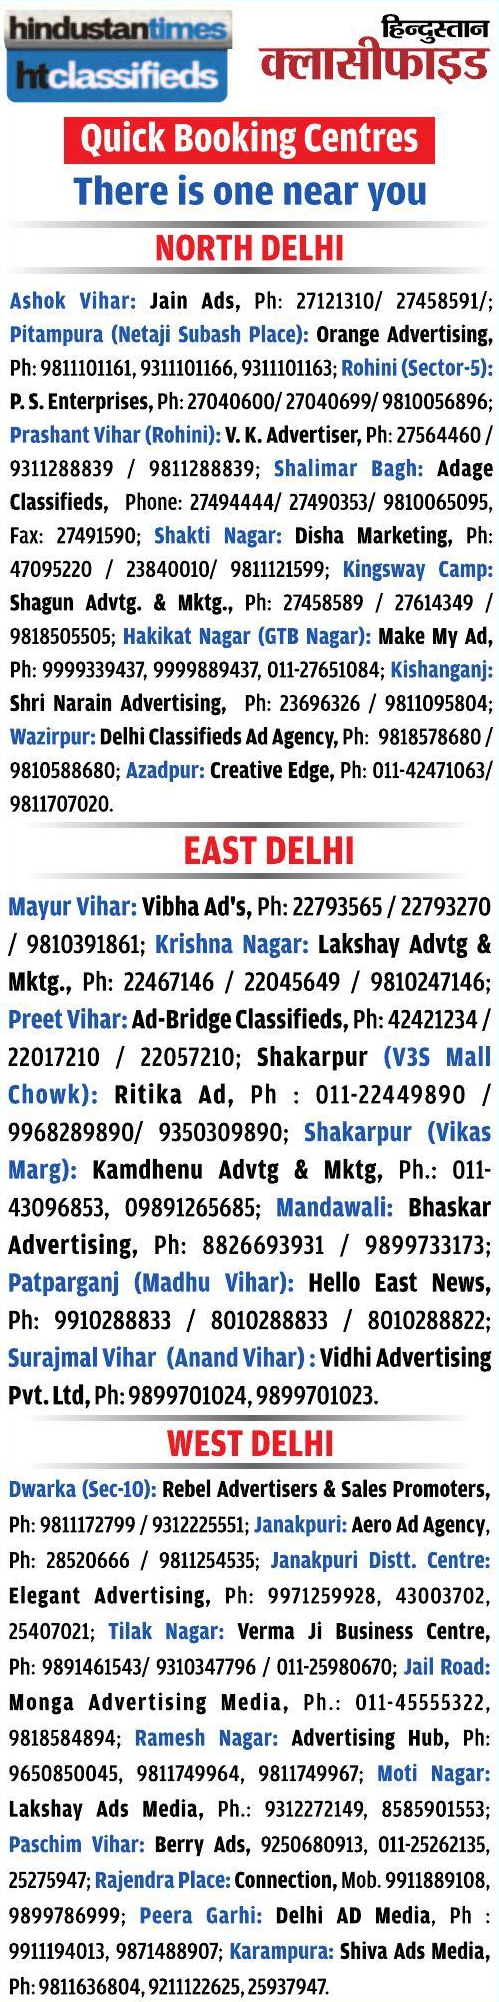 hindustantimes
htclassifieds
हिन्दुस्तान
क्लासीफाइड
Quick Booking Centres
There is one near you
NORTH DELHI
Ashok Vihar: Jain Ads, Ph: 27121310/ 27458591/;
Pitampura (Netaji Subash Place): Orange Advertising,
Ph: 9811101161, 9311101166, 9311101163; Rohini (Sector-5):
P. S. Enterprises, Ph: 27040600/ 27040699/ 9810056896;
Prashant Vihar (Rohini): V. K. Advertiser, Ph: 27564460 /
9311288839 / 9811288839; Shalimar Bagh: Adage
Classifieds, Phone: 27494444/ 27490353/ 9810065095,
Fax: 27491590; Shakti Nagar: Disha Marketing, Ph:
47095220 / 23840010/ 9811121599; Kingsway Camp:
Shagun Advtg. & Mktg., Ph: 27458589 / 27614349 /
9818505505; Hakikat Nagar (GTB Nagar): Make My Ad,
Ph: 9999339437, 9999889437, 011-27651084; Kishanganj:
Shri Narain Advertising, Ph: 23696326 / 9811095804;
Wazirpur: Delhi Classifieds Ad Agency, Ph: 9818578680 /
9810588680; Azadpur: Creative Edge, Ph: 011-42471063/
9811707020.
EAST DELHI
Mayur Vihar: Vibha Ad's, Ph: 22793565 / 22793270
/ 9810391861; Krishna Nagar: Lakshay Advtg &
Mktg., Ph: 22467146 / 22045649 / 9810247146;
Preet Vihar: Ad-Bridge Classifieds, Ph: 42421234 /
22017210 / 22057210; Shakarpur (V3S Mall
Chowk): Ritika Ad, Ph : 011-22449890 /
9968289890/ 9350309890; Shakarpur (Vikas
Marg): Kamdhenu Advtg & Mktg, Ph.: 011-
43096853, 09891265685; Mandawali: Bhaskar
Advertising, Ph: 8826693931 / 9899733173;
Patparganj (Madhu Vihar): Hello East News,
Ph: 9910288833 / 8010288833 / 8010288822;
Surajmal Vihar (Anand Vihar) : Vidhi Advertising
Pvt. Ltd, Ph: 9899701024, 9899701023.
WEST DELHI
Dwarka (Sec-10): Rebel Advertisers & Sales Promoters,
Ph: 9811172799 / 9312225551; Janakpuri: Aero Ad Agency,
Ph: 28520666 / 9811254535; Janakpuri Distt. Centre:
Elegant Advertising, Ph: 9971259928, 43003702,
25407021; Tilak Nagar: Verma Ji Business Centre,
Ph: 9891461543/ 9310347796 / 011-25980670; Jail Road:
Monga Advertising Media, Ph.: 011-45555322,
9818584894; Ramesh Nagar: Advertising Hub, Ph:
9650850045, 9811749964, 9811749967; Moti Nagar:
Lakshay Ads Media, Ph.: 9312272149, 8585901553;
Paschim Vihar: Berry Ads, 9250680913, 011-25262135,
25275947; Rajendra Place: Connection, Mob. 9911889108,
9899786999; Peera Garhi: Delhi AD Media, Ph :
9911194013, 9871488907; Karampura: Shiva Ads Media,
Ph: 9811636804, 9211122625, 25937947.